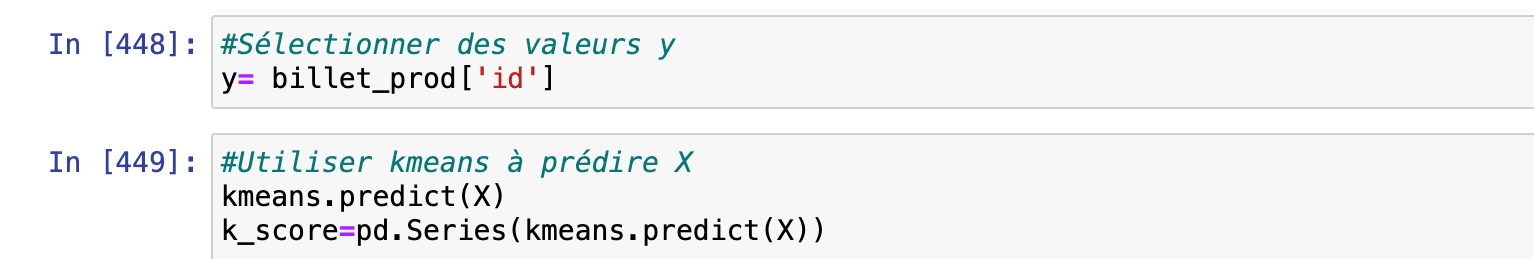 In [448]: #Sélectionner des valeurs y
y= billet_prod['id']
In [449]: #Utiliser kmeans à prédire X
kmeans.predict(X)
k_score=pd.Series(kmeans.predict(X))